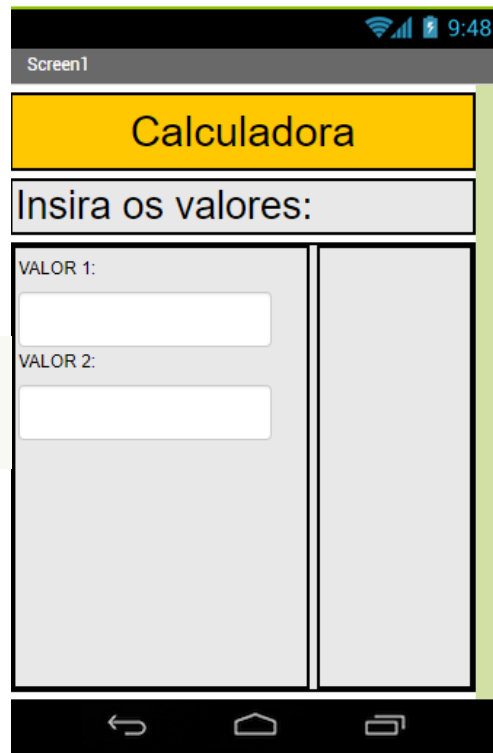 9:48
Screen1
Calculadora
Insira os valores:
VALOR 1:
VALOR 2: